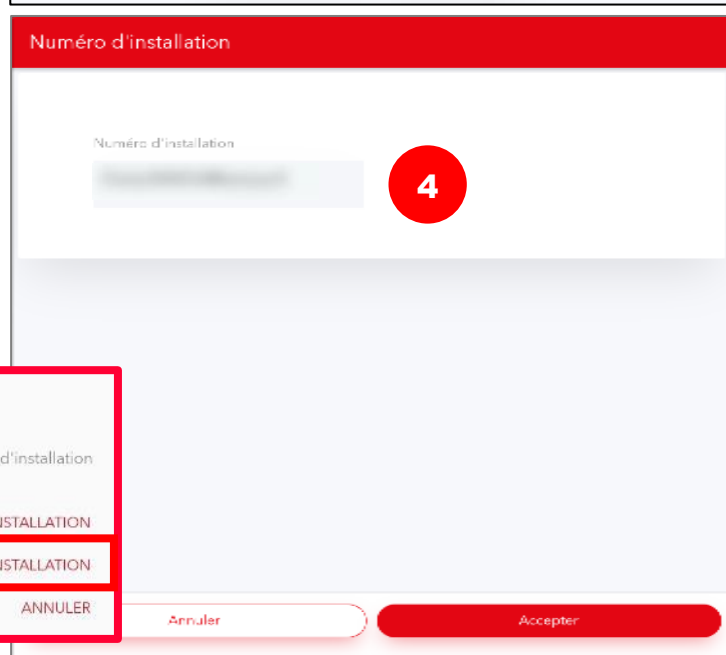 Numéro d'installation
Numéro d'installation
4
d'installation
NSTALLATION
NSTALLATION
ANNULER
Annuler
Accepter